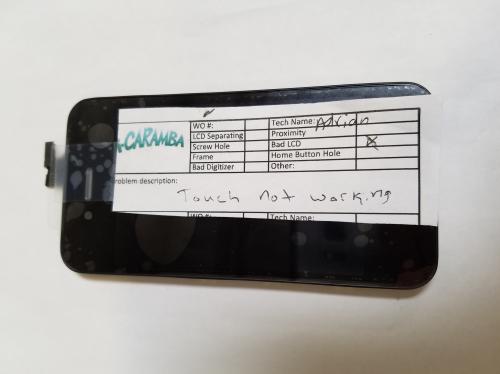 CARAMBA
WO #: Tech Name: Adrian
LCD Separating Proximity
Screw Hole Bad LCD X
Frame Home Button Hole
Bad Digitizer Other:
roblem description:
Touch not working
WO #: Tech Name: